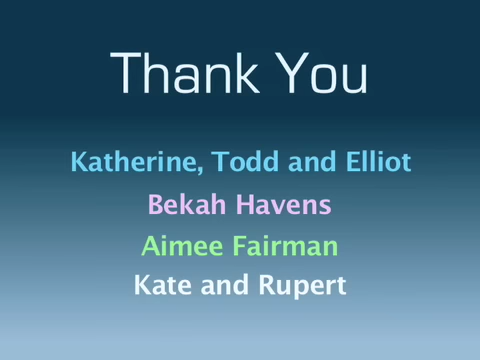 Thank You
Katherine, Todd and Elliot
Bekah Havens
Aimee Fairman
Kate and Rupert